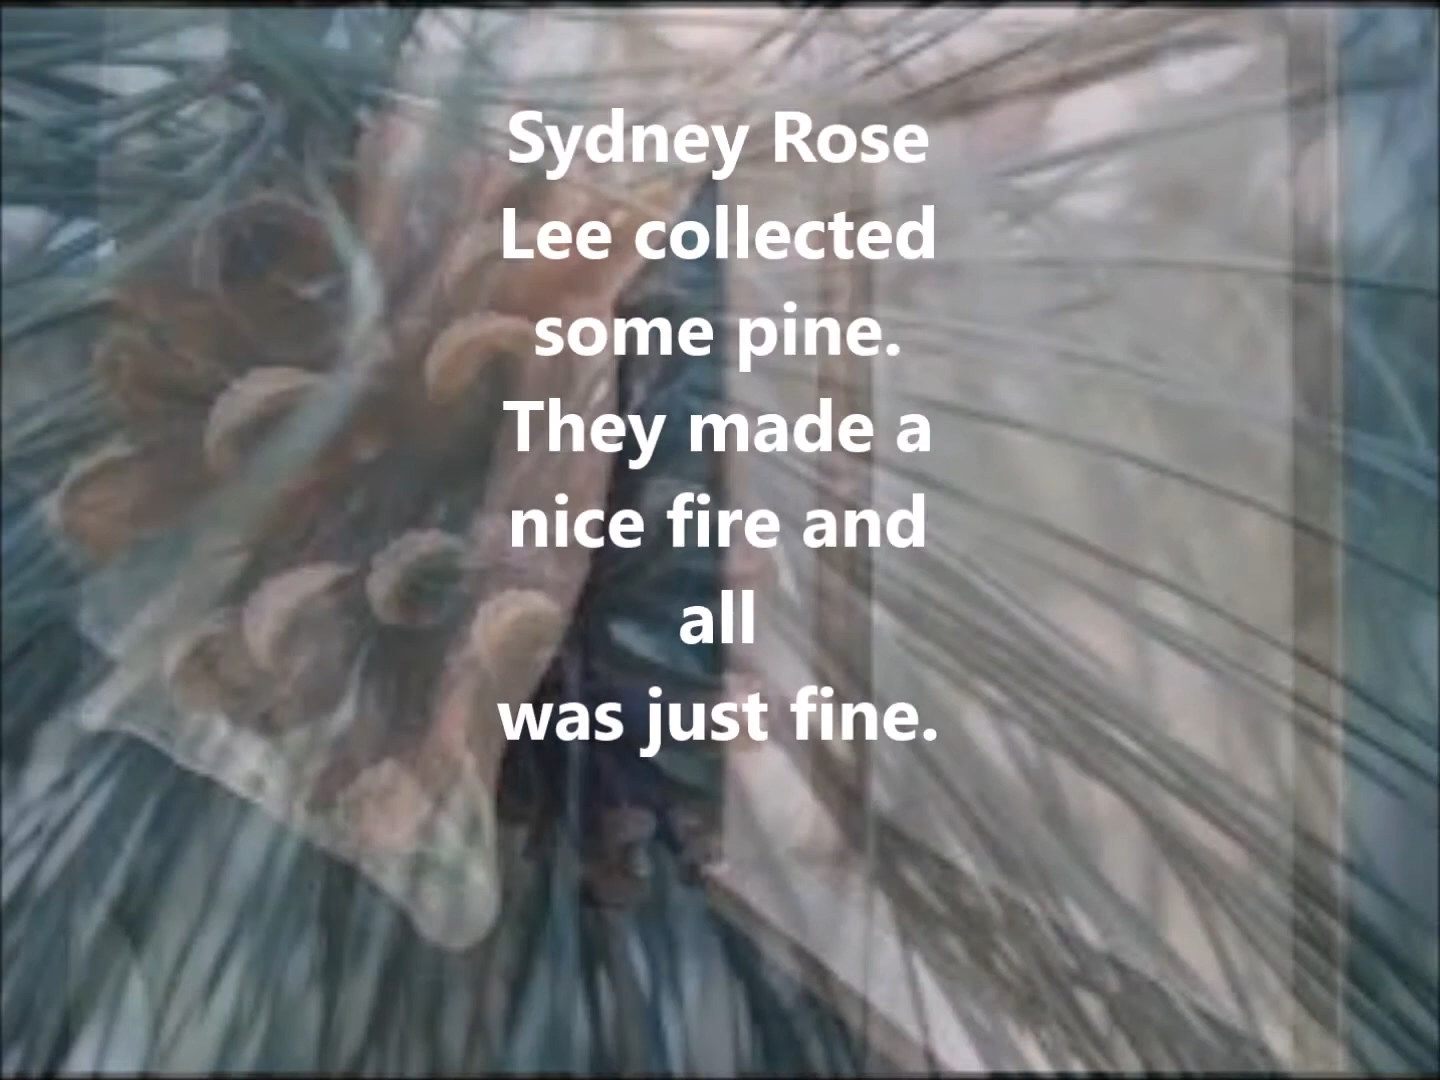 Sydney Rose
Lee collected
some pine.
They made a
nice fire and
all
was just fine.